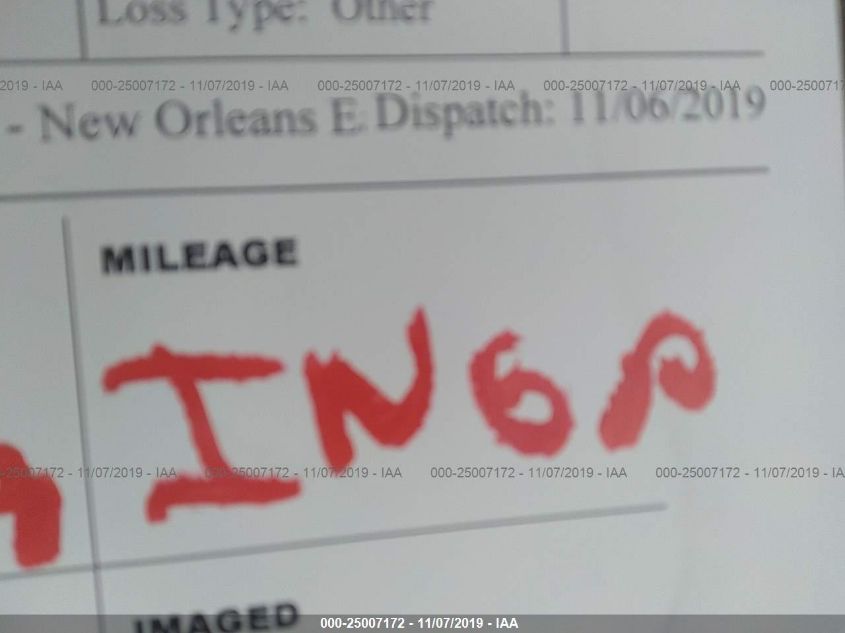 Loss Type: Other
2019 - IAA 000-25007172 - 11/07/2019 - IAA 000-25007172 - 11/07/2019 - IAA 000-25007172 - 11/07/2019 - IAA 000-2500717
- New Orleans E. Dispatch: 11/06/2019
MILEAGE
INOP
-25007172 - 11/07/2019 - IAA 000-25007172 - 11/07/2019 - IAA 000-25007172 - 11/07/2019 - IAA 000-25007172 - 11/07/2019 - IA
IMAGED
000-25007172 - 11/07/2019 - IAA